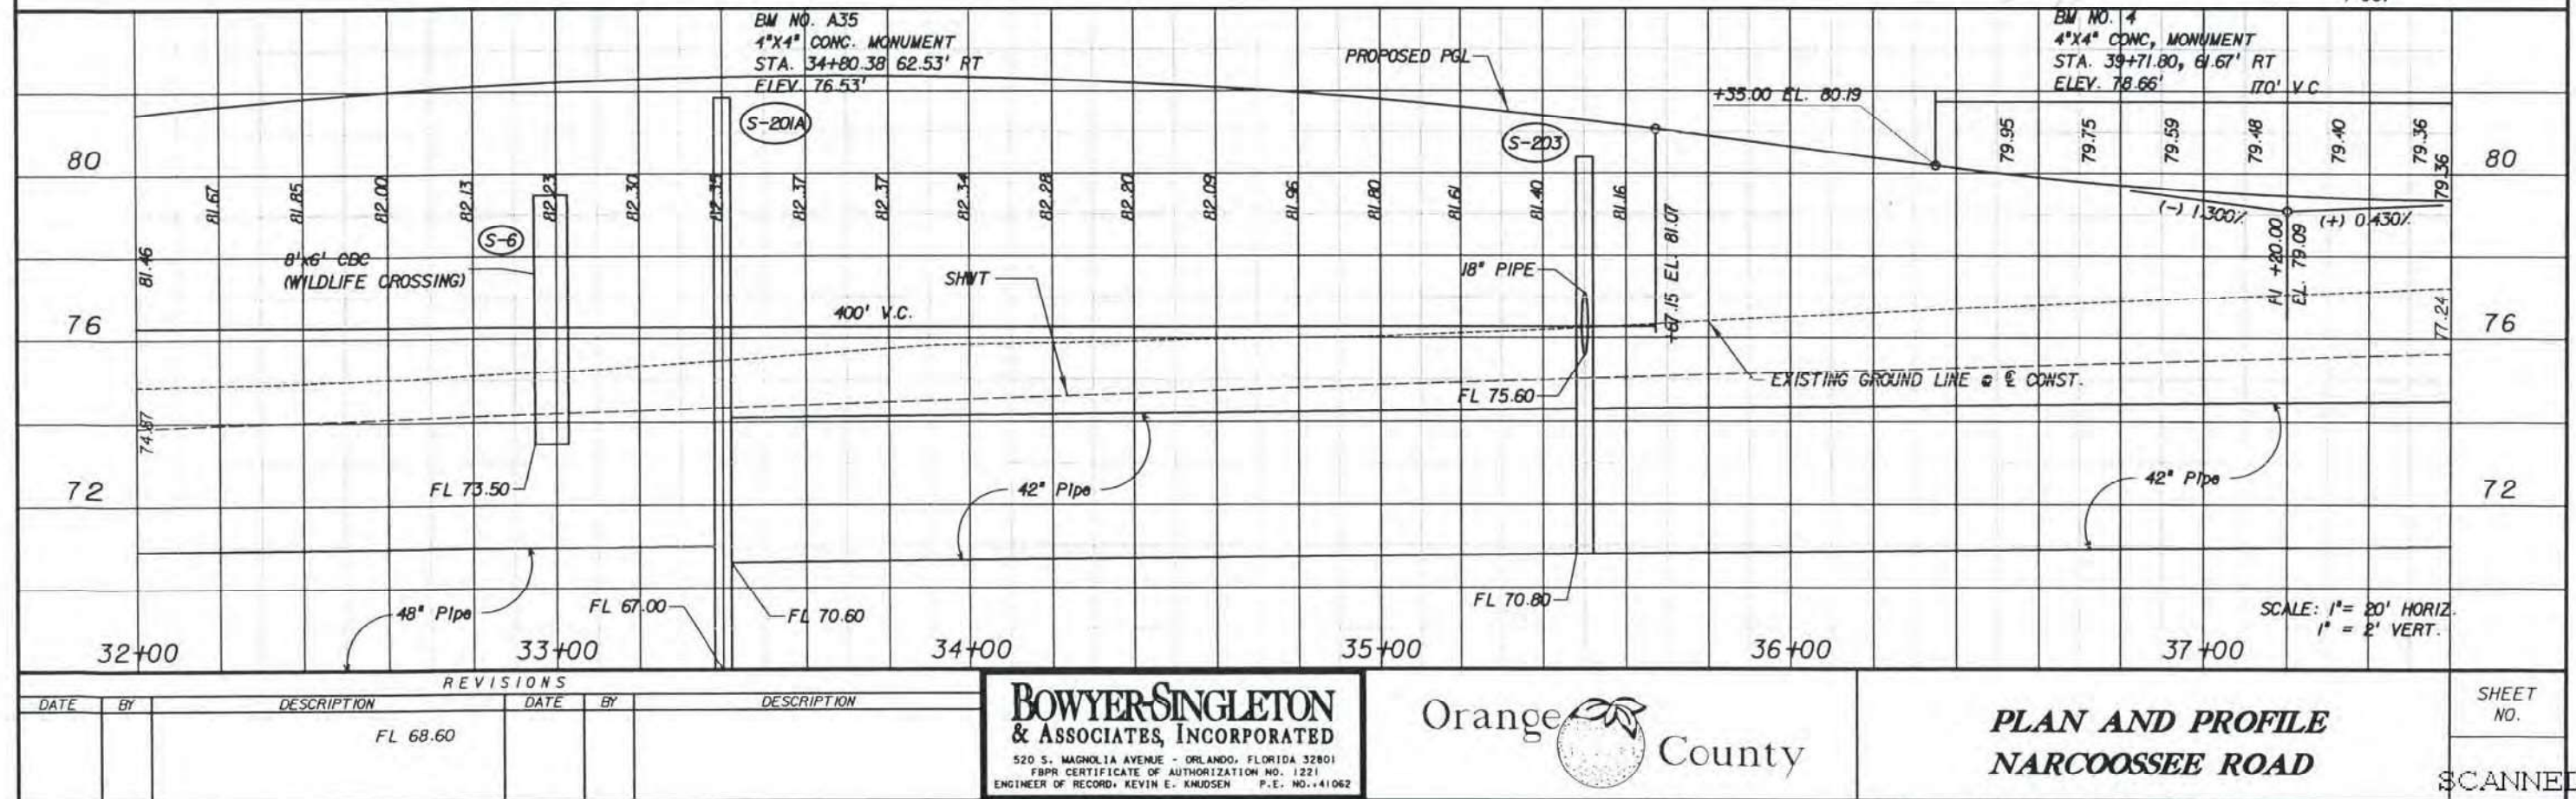 BM NO. A35
4"X4" CONC. MONUMENT
STA. 34+80.38 62.53' RT
ELEV. 76.53'
BM NO. 4
4"X4" CONC, MONUMENT
STA. 39+71.80, 61.67' RT
ELEV. 78.66'
170' V.C
PROPOSED PGL
+35.00 EL. 80.19
S-201A
S-203
S-6
80
80
81.46
81.67
81.85
82.00
82.13
82.23
82.30
82.35
82.37
82.37
82.34
82.28
82.20
82.09
81.96
81.80
81.61
81.40
81.16
+67.15 EL. 81.07
79.95
79.75
79.59
79.48
79.40
79.36
79.36
(-) 1.300%
(+) 0.430%
PI +20.00
EL. 79.09
8'x6' CBC
(WILDLIFE CROSSING)
SHWT
18" PIPE
400' V.C.
76
76
77.24
74.87
FL 75.60
EXISTING GROUND LINE @ ℄ CONST.
72
72
FL 73.50
42" Pipe
42" Pipe
48" Pipe
FL 67.00
FL 70.60
FL 70.80
SCALE: 1"= 20' HORIZ.
1" = 2' VERT.
32+00
33+00
34+00
35+00
36+00
37+00
REVISIONS
DATE BY DESCRIPTION DATE BY DESCRIPTION
FL 68.60
BOWYER-SINGLETON
& ASSOCIATES, INCORPORATED
520 S. MAGNOLIA AVENUE - ORLANDO, FLORIDA 32801
FBPR CERTIFICATE OF AUTHORIZATION NO. 1221
ENGINEER OF RECORD: KEVIN E. KNUDSEN P.E. NO.:41062
Orange County
PLAN AND PROFILE
NARCOOSSEE ROAD
SHEET
NO.
SCANNED